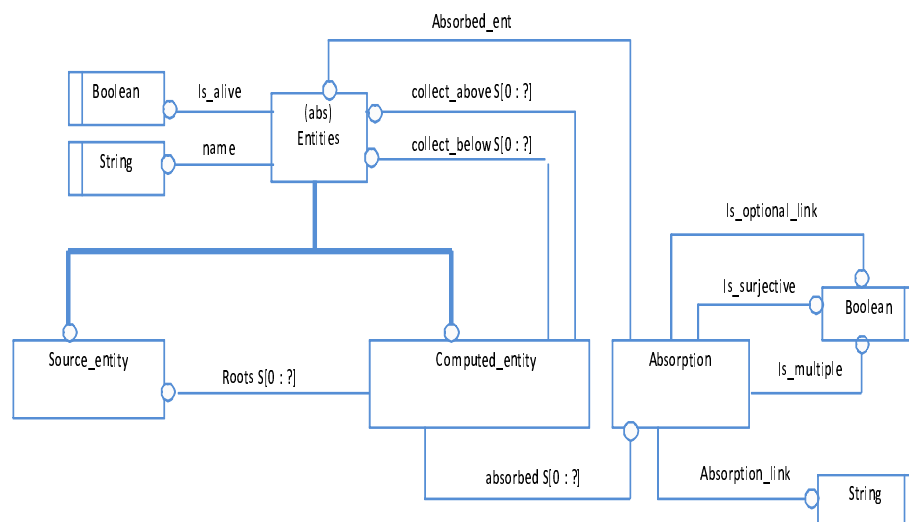 Absorbed_ent
Boolean
Is_alive
(abs)
Entities
collect_above S[0 : ?]
String
name
collect_below S[0 : ?]
Is_optional_link
Is_surjective
Boolean
Source_entity
Roots S[0 : ?]
Computed_entity
Absorption
Is_multiple
absorbed S[0 : ?]
Absorption_link
String